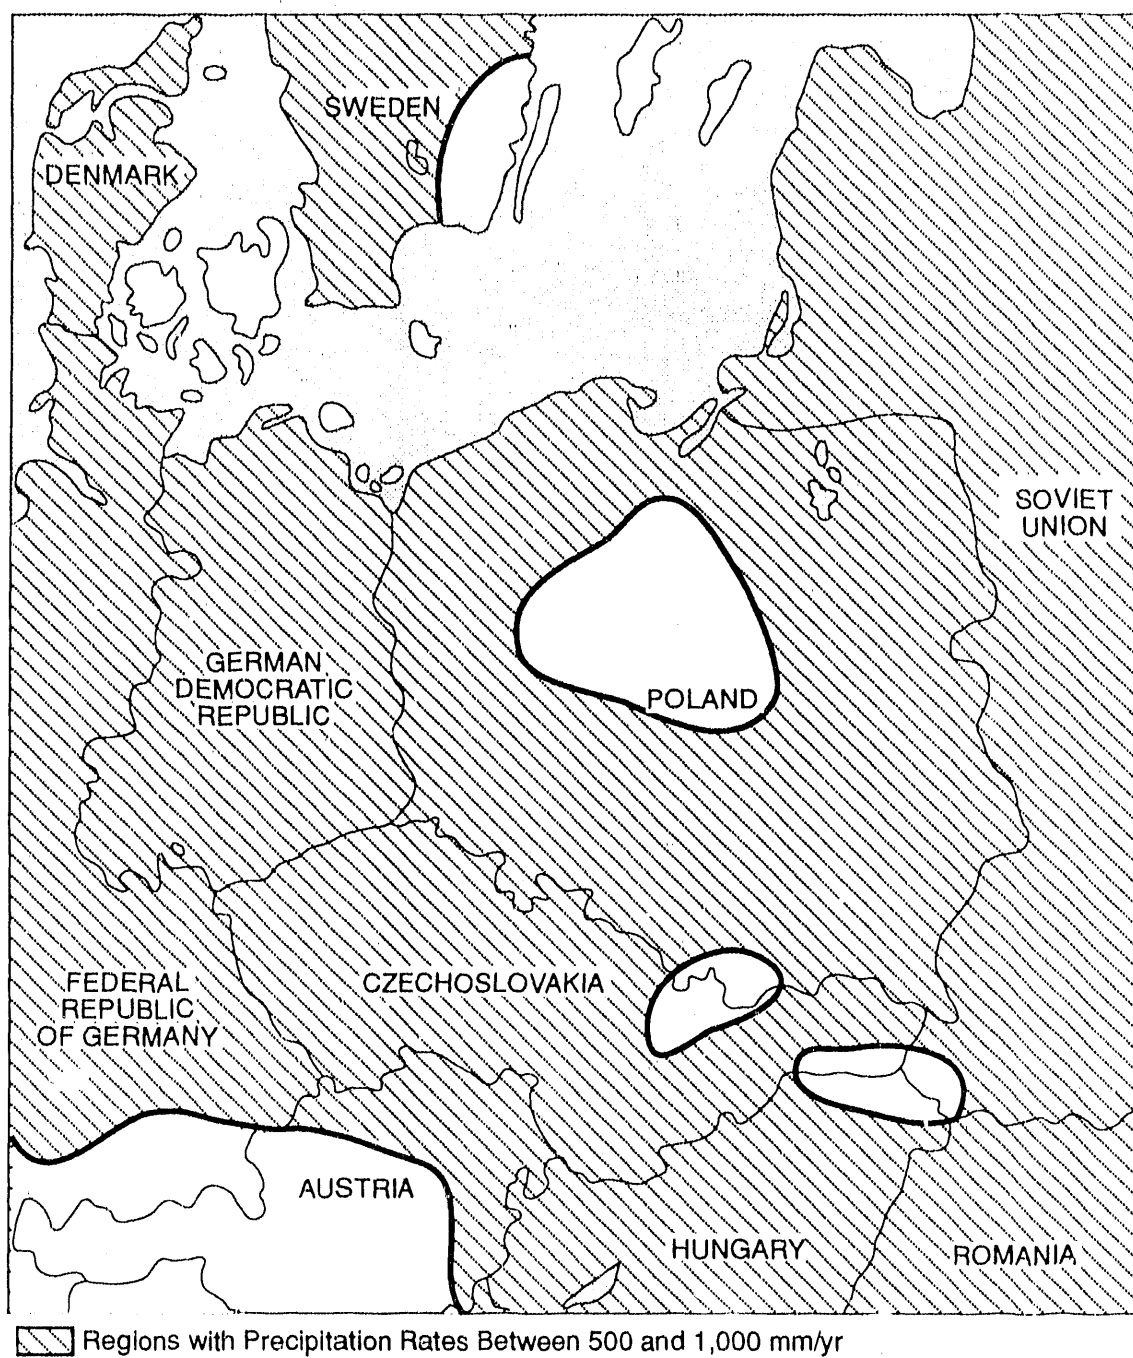 SWEDEN
DENMARK
SOVIET
UNION
GERMAN
DEMOCRATIC
REPUBLIC
POLAND
FEDERAL
REPUBLIC
OF GERMANY
CZECHOSLOVAKIA
AUSTRIA
HUNGARY
ROMANIA
Regions with Precipitation Rates Between 500 and 1,000 mm/yr